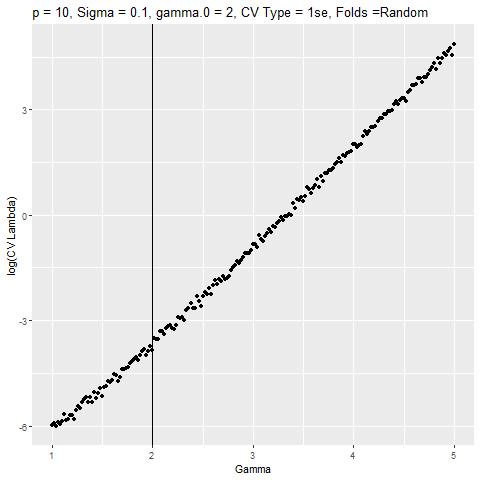 p = 10, Sigma = 0.1, gamma.0 = 2, CV Type = 1se, Folds =Random
log(CV Lambda)
3
0
-3
-6
1 2 3 4 5
Gamma